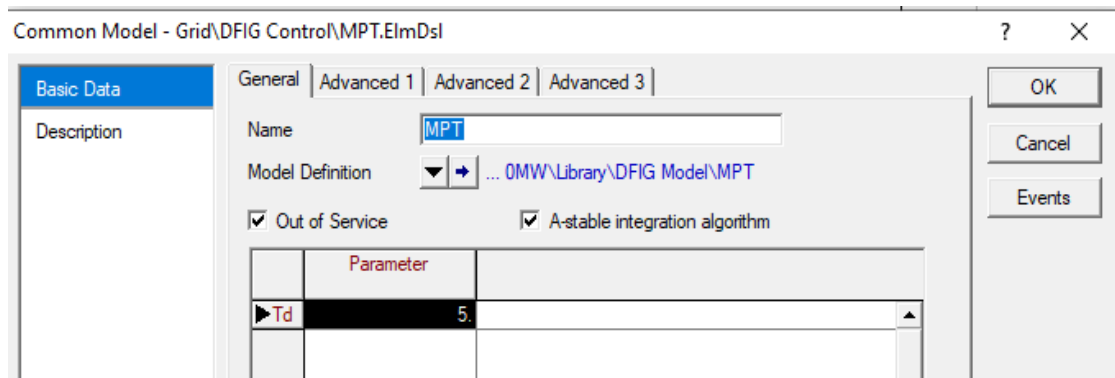 Common Model - Grid\DFIG Control\MPT.ElmDsl ? X
Basic Data
Description
General Advanced 1 Advanced 2 Advanced 3
Name MPT
Model Definition ... 0MW\Library\DFIG Model\MPT
Out of Service A-stable integration algorithm
Parameter
Td 5.
OK
Cancel
Events